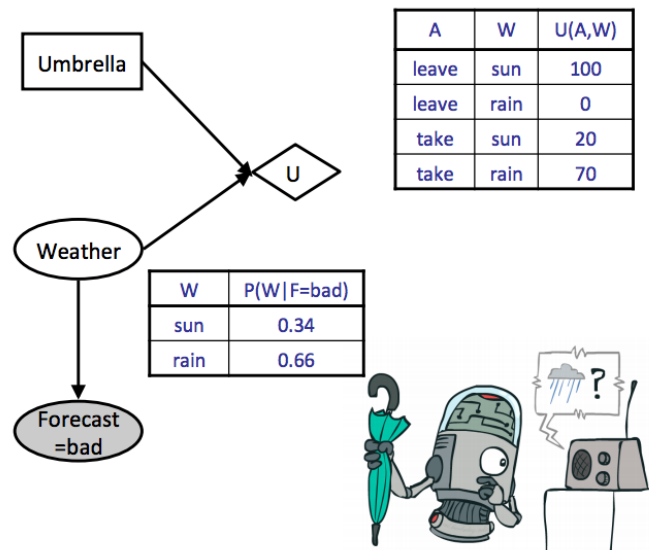 Umbrella
U
Weather
Forecast
=bad
A W U(A,W)
leave sun 100
leave rain 0
take sun 20
take rain 70
W P(W|F=bad)
sun 0.34
rain 0.66
?